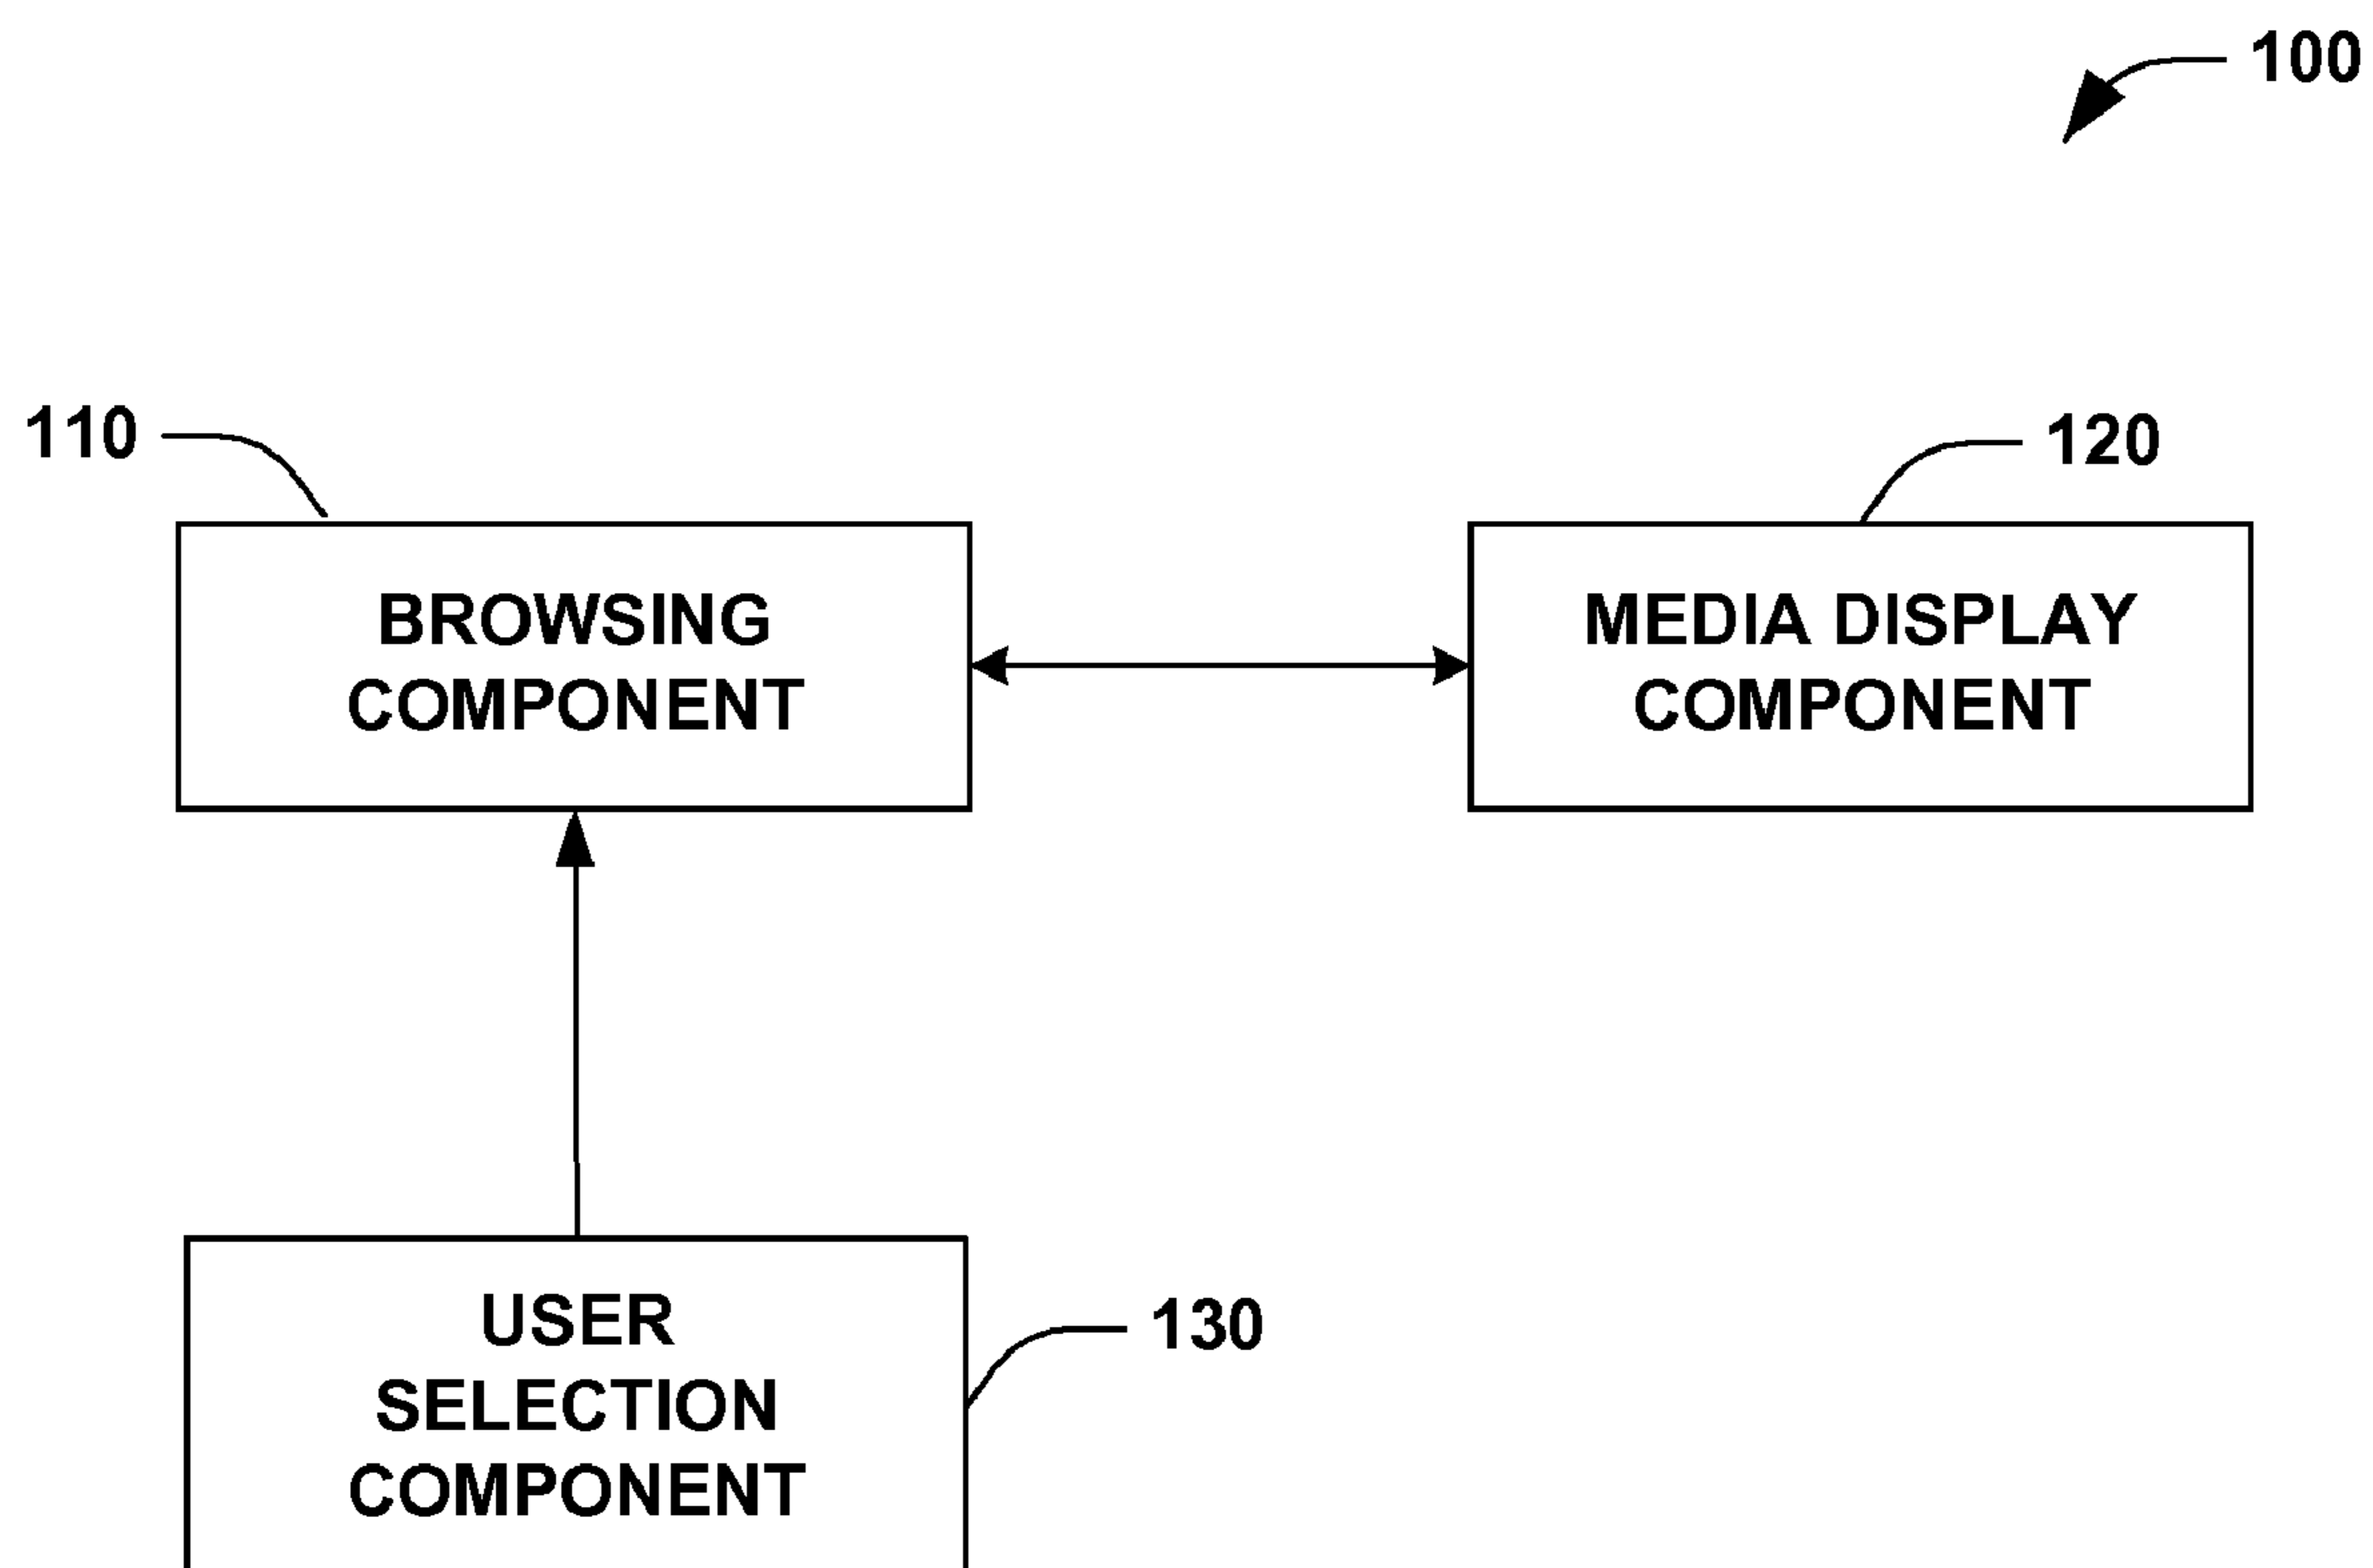 100
110
120
BROWSING
COMPONENT
MEDIA DISPLAY
COMPONENT
USER
SELECTION
COMPONENT
130